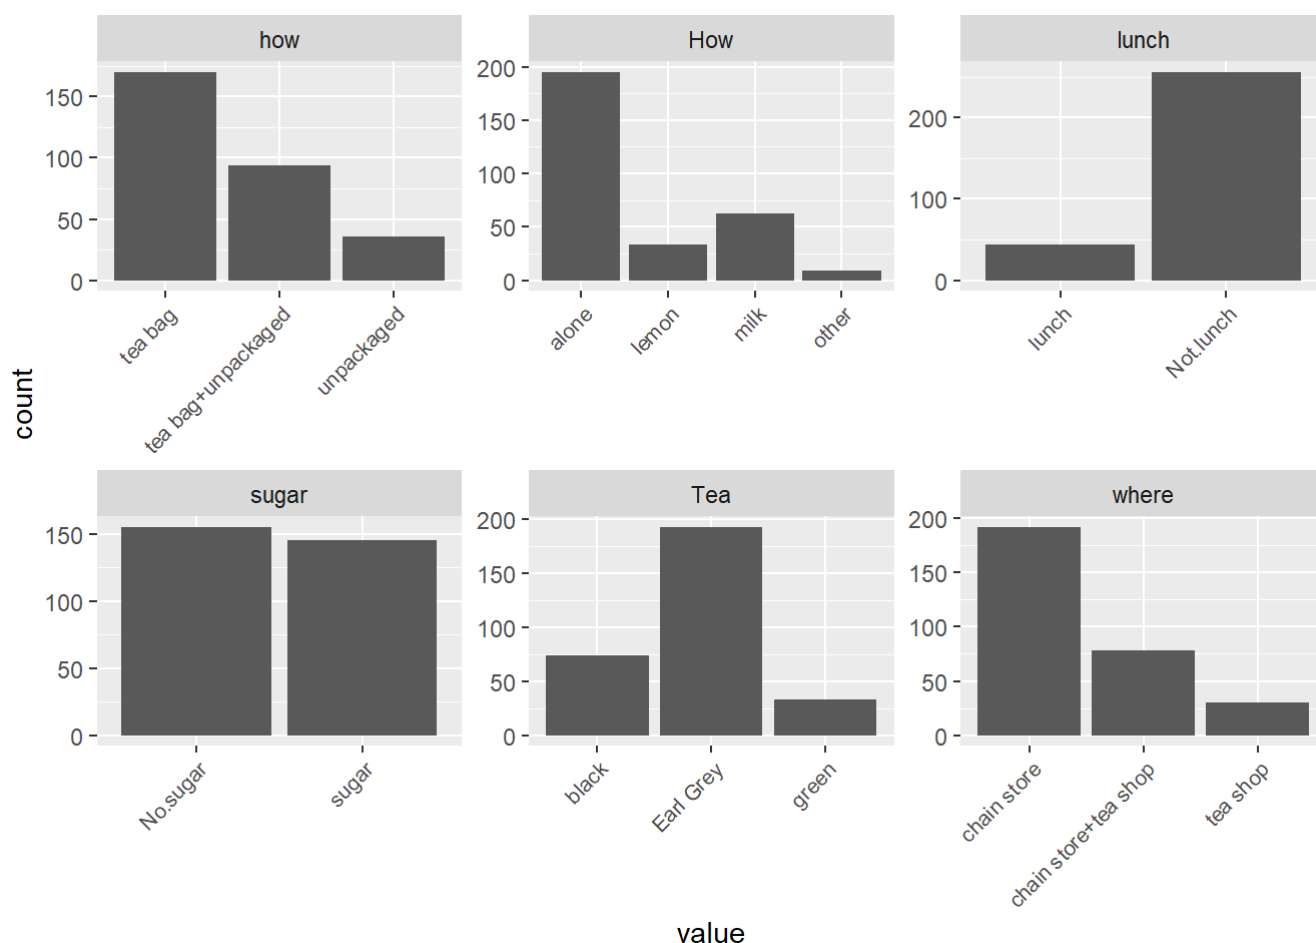 how
150
100
50
0
tea bag
tea bag+unpackaged
unpackaged
How
200
150
100
50
0
alone
lemon
milk
other
lunch
200
100
0
lunch
Not.lunch
count
sugar
150
100
50
0
No.sugar
sugar
Tea
200
150
100
50
0
black
Earl Grey
green
where
200
150
100
50
0
chain store
chain store+tea shop
tea shop
value